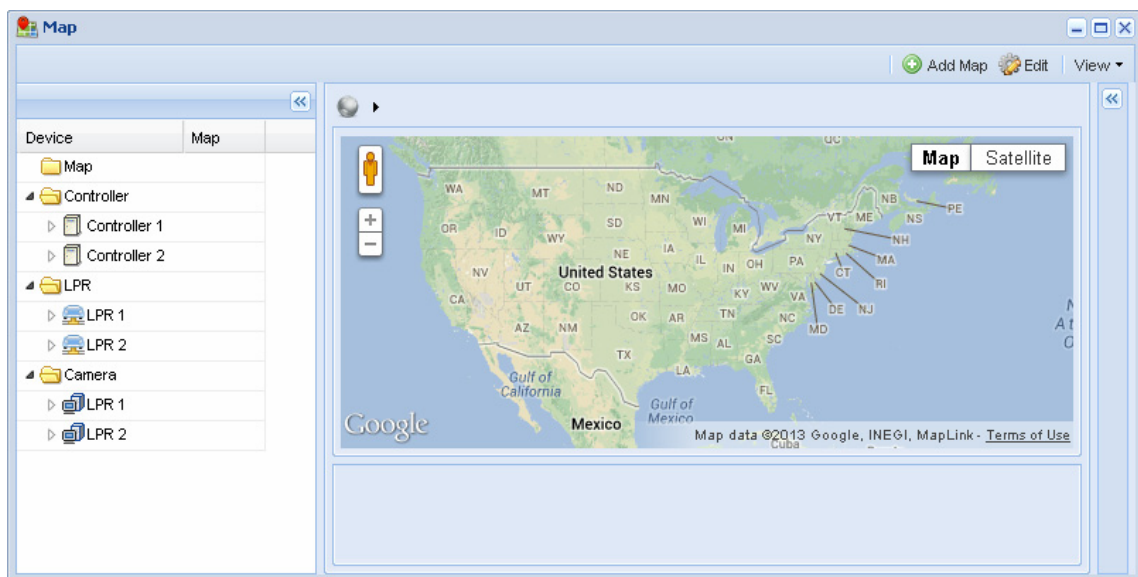 Map
Add Map Edit View
Device Map
Map
Controller
Controller 1
Controller 2
LPR
LPR 1
LPR 2
Camera
LPR 1
LPR 2
Map Satellite
ON QC
WA MT ND MN NB PE
OR ID SD WI MI VT ME NS
WY NY NH
NE IA IL IN OH PA MA
NV United States CT RI
UT CO KS MO KY WV VA
CA DE NJ
OK AR TN NC MD
AZ NM MS AL SC
TX GA
LA
Gulf of
California
FL
Gulf of
Mexico
Mexico
Google
Cuba
Map data ©2013 Google, INEGI, MapLink - Terms of Use